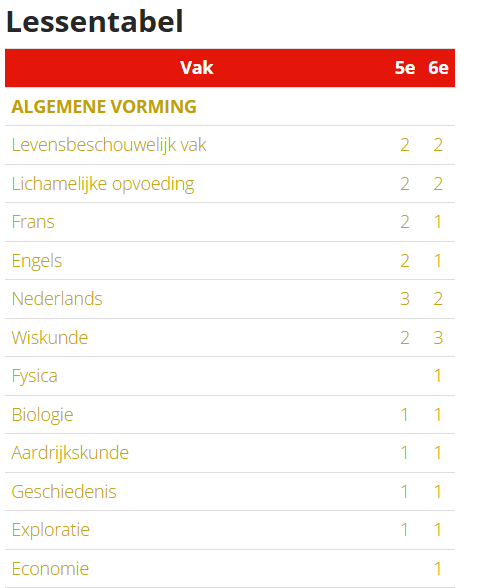 Lessentabel
Vak 5e 6e
ALGEMENE VORMING
Levensbeschouwelijk vak 2 2
Lichamelijke opvoeding 2 2
Frans 2 1
Engels 2 1
Nederlands 3 2
Wiskunde 2 3
Fysica 1
Biologie 1 1
Aardrijkskunde 1 1
Geschiedenis 1 1
Exploratie 1 1
Economie 1